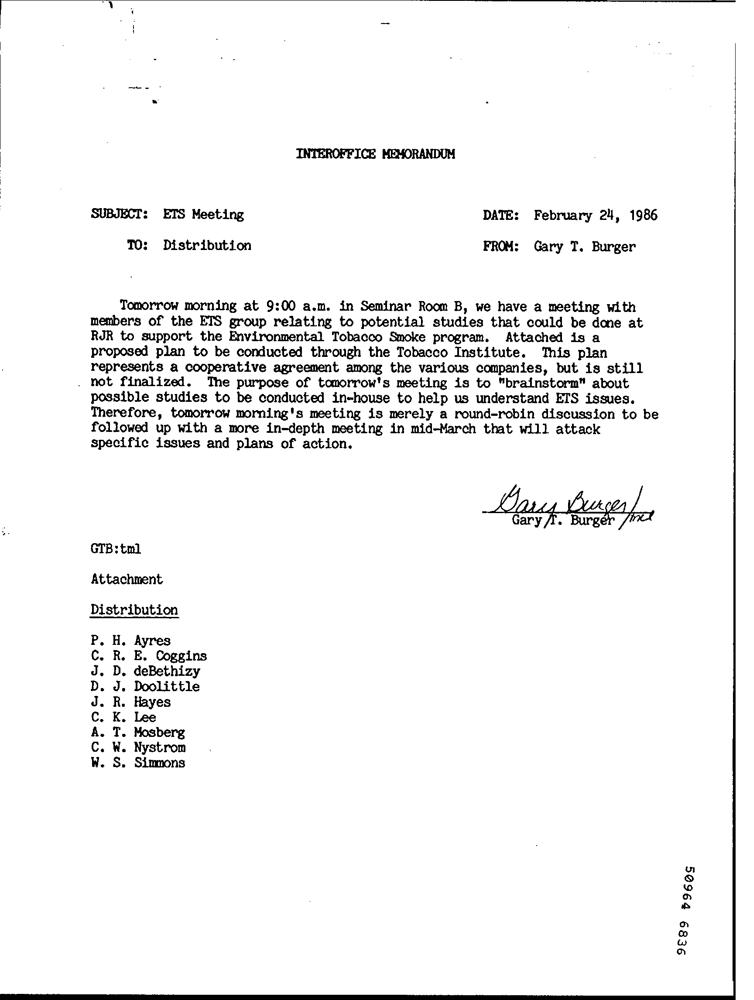 INTEROFFICE MEMORANDUM
SUBJECT: ETS Meeting DATE: February 24, 1986
TO: Distribution FROM: Gary T. Burger
Tomorrow morning at 9:00 a.m. in Seminar Room B, we have a meeting with
members of the ETS group relating to potential studies that could be done at
RJR to support the Environmental Tobacco Smoke program. Attached is a
proposed plan to be conducted through the Tobacco Institute. This plan
represents a cooperative agreement among the various companies, but is still
not finalized. The purpose of tomorrow's meeting is to "brainstorm" about
possible studies to be conducted in-house to help us understand ETS issues.
Therefore, tomorrow morning's meeting is merely a round-robin discussion to be
followed up with a more in-depth meeting in mid-March that will attack
specific issues and plans of action.
Gary Burger/
Gary T. Burger
GTB:tml
Attachment
Distribution
P. H. Ayres
C. R. E. Coggins
J. D. deBethizy
D. J. Doolittle
J. R. Hayes
C. K. Lee
A. T. Mosberg
C. W. Nystrom
W. S. Simmons
50964 6836